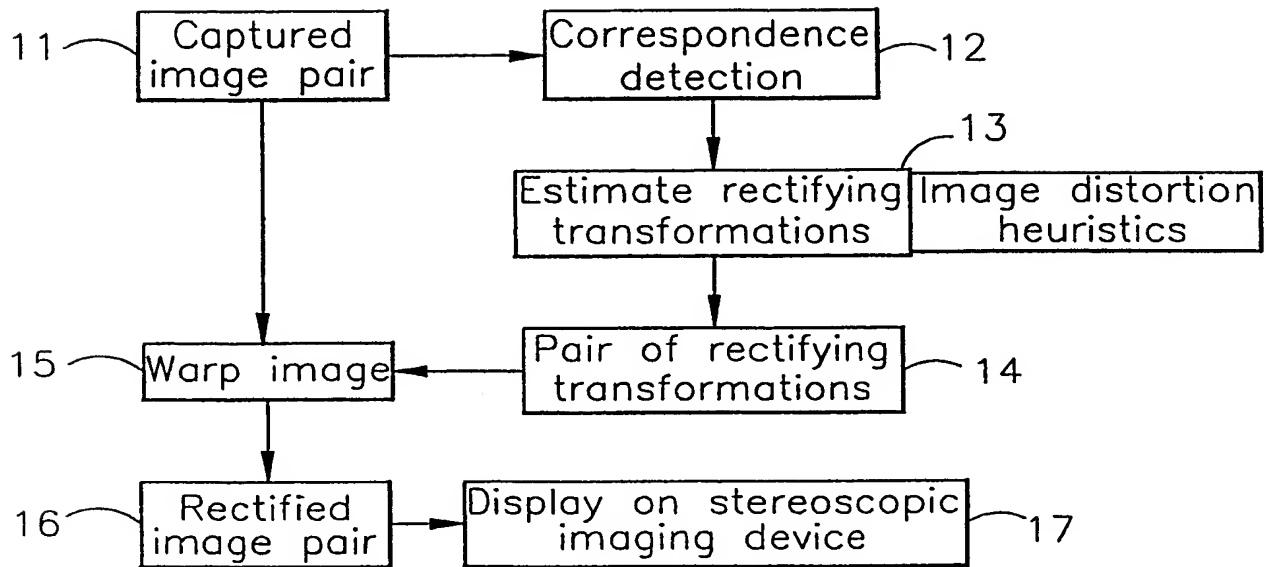 11
Captured
image pair
Correspondence
detection
12
13
Estimate rectifying
transformations
Image distortion
heuristics
15
Warp image
Pair of rectifying
transformations
14
16
Rectified
image pair
Display on stereoscopic
imaging device
17